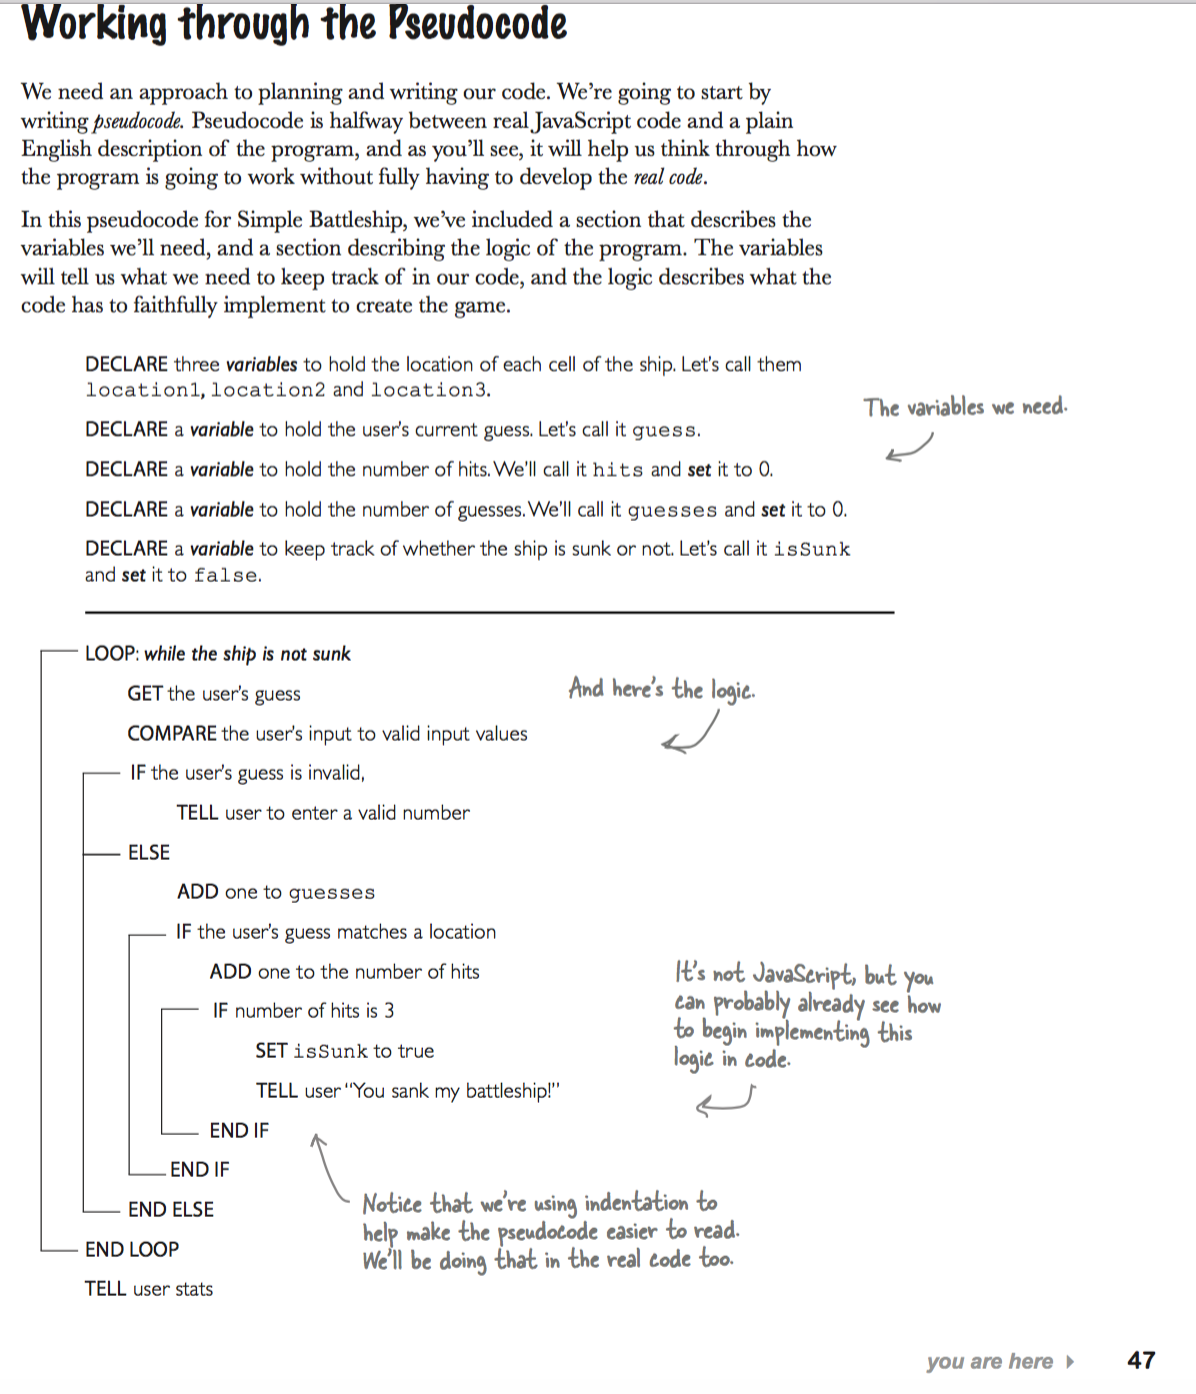 Working through the Pseudocode
We need an approach to planning and writing our code. We’re going to start by
writing pseudocode. Pseudocode is halfway between real JavaScript code and a plain
English description of the program, and as you’ll see, it will help us think through how
the program is going to work without fully having to develop the real code.
In this pseudocode for Simple Battleship, we’ve included a section that describes the
variables we’ll need, and a section describing the logic of the program. The variables
will tell us what we need to keep track of in our code, and the logic describes what the
code has to faithfully implement to create the game.
DECLARE three variables to hold the location of each cell of the ship. Let's call them
location1, location2 and location3.
The variables we need.
DECLARE a variable to hold the user's current guess. Let's call it guess.
DECLARE a variable to hold the number of hits. We'll call it hits and set it to 0.
DECLARE a variable to hold the number of guesses. We'll call it guesses and set it to 0.
DECLARE a variable to keep track of whether the ship is sunk or not. Let's call it isSunk
and set it to false.
LOOP: while the ship is not sunk
GET the user's guess
And here's the logic.
COMPARE the user's input to valid input values
IF the user's guess is invalid,
TELL user to enter a valid number
ELSE
ADD one to guesses
IF the user's guess matches a location
ADD one to the number of hits
IF number of hits is 3
SET isSunk to true
TELL user "You sank my battleship!"
END IF
END IF
END ELSE
END LOOP
TELL user stats
It's not JavaScript, but you
can probably already see how
to begin implementing this
logic in code.
Notice that we're using indentation to
help make the pseudocode easier to read.
We'll be doing that in the real code too.
you are here ▸ 47